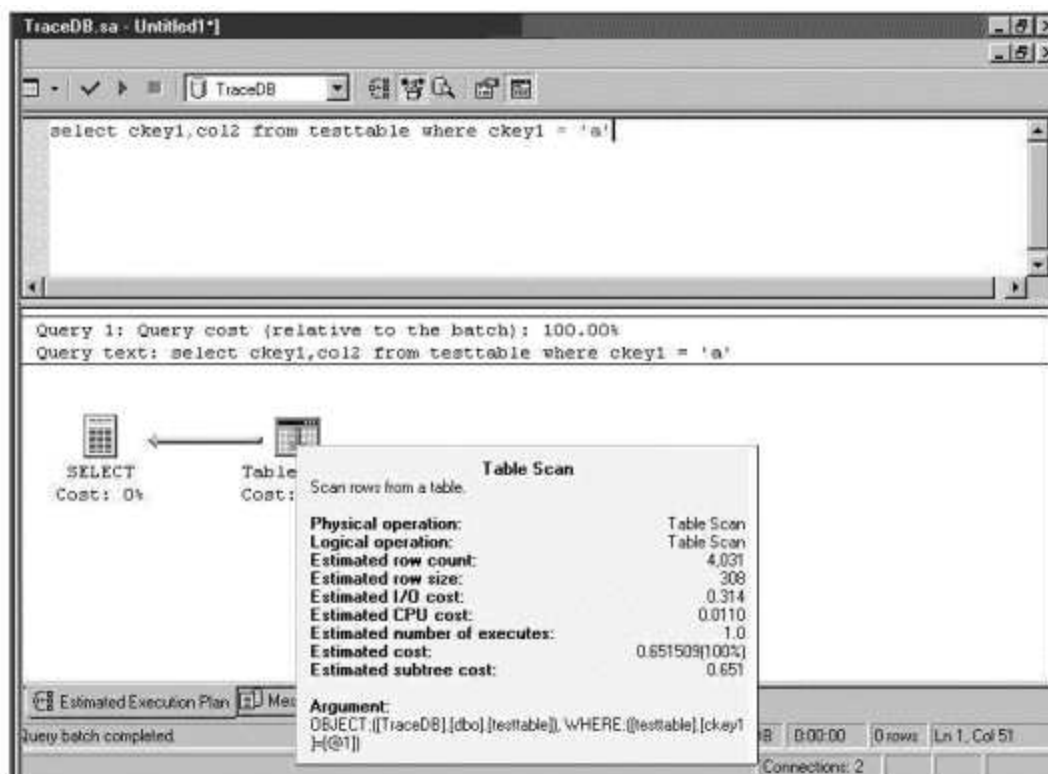 TraceDB.sa - Untitled1*]
TraceDB
select ckey1,col2 from testtable where ckey1 = 'a'
Query 1: Query cost (relative to the batch): 100.00%
Query text: select ckey1,col2 from testtable where ckey1 = 'a'
SELECT
Cost: 0%
Table
Cost:
Table Scan
Scan rows from a table.
Physical operation: Table Scan
Logical operation: Table Scan
Estimated row count: 4,031
Estimated row size: 308
Estimated I/O cost: 0.314
Estimated CPU cost: 0.0110
Estimated number of executes: 1.0
Estimated cost: 0.651509(100%)
Estimated subtree cost: 0.651
Argument:
OBJECT:([TraceDB].[dbo].[testtable]), WHERE:([testtable].[ckey1
]=[@1])
Estimated Execution Plan Mes
Query batch completed. 0:00:00 0 rows Ln 1, Col 51
Connections: 2